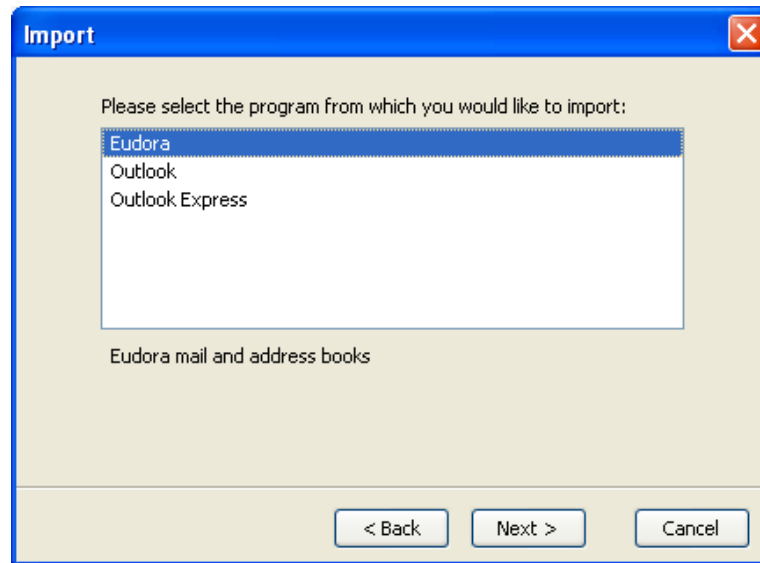 Import
Please select the program from which you would like to import:
Eudora
Outlook
Outlook Express
Eudora mail and address books
< Back
Next >
Cancel